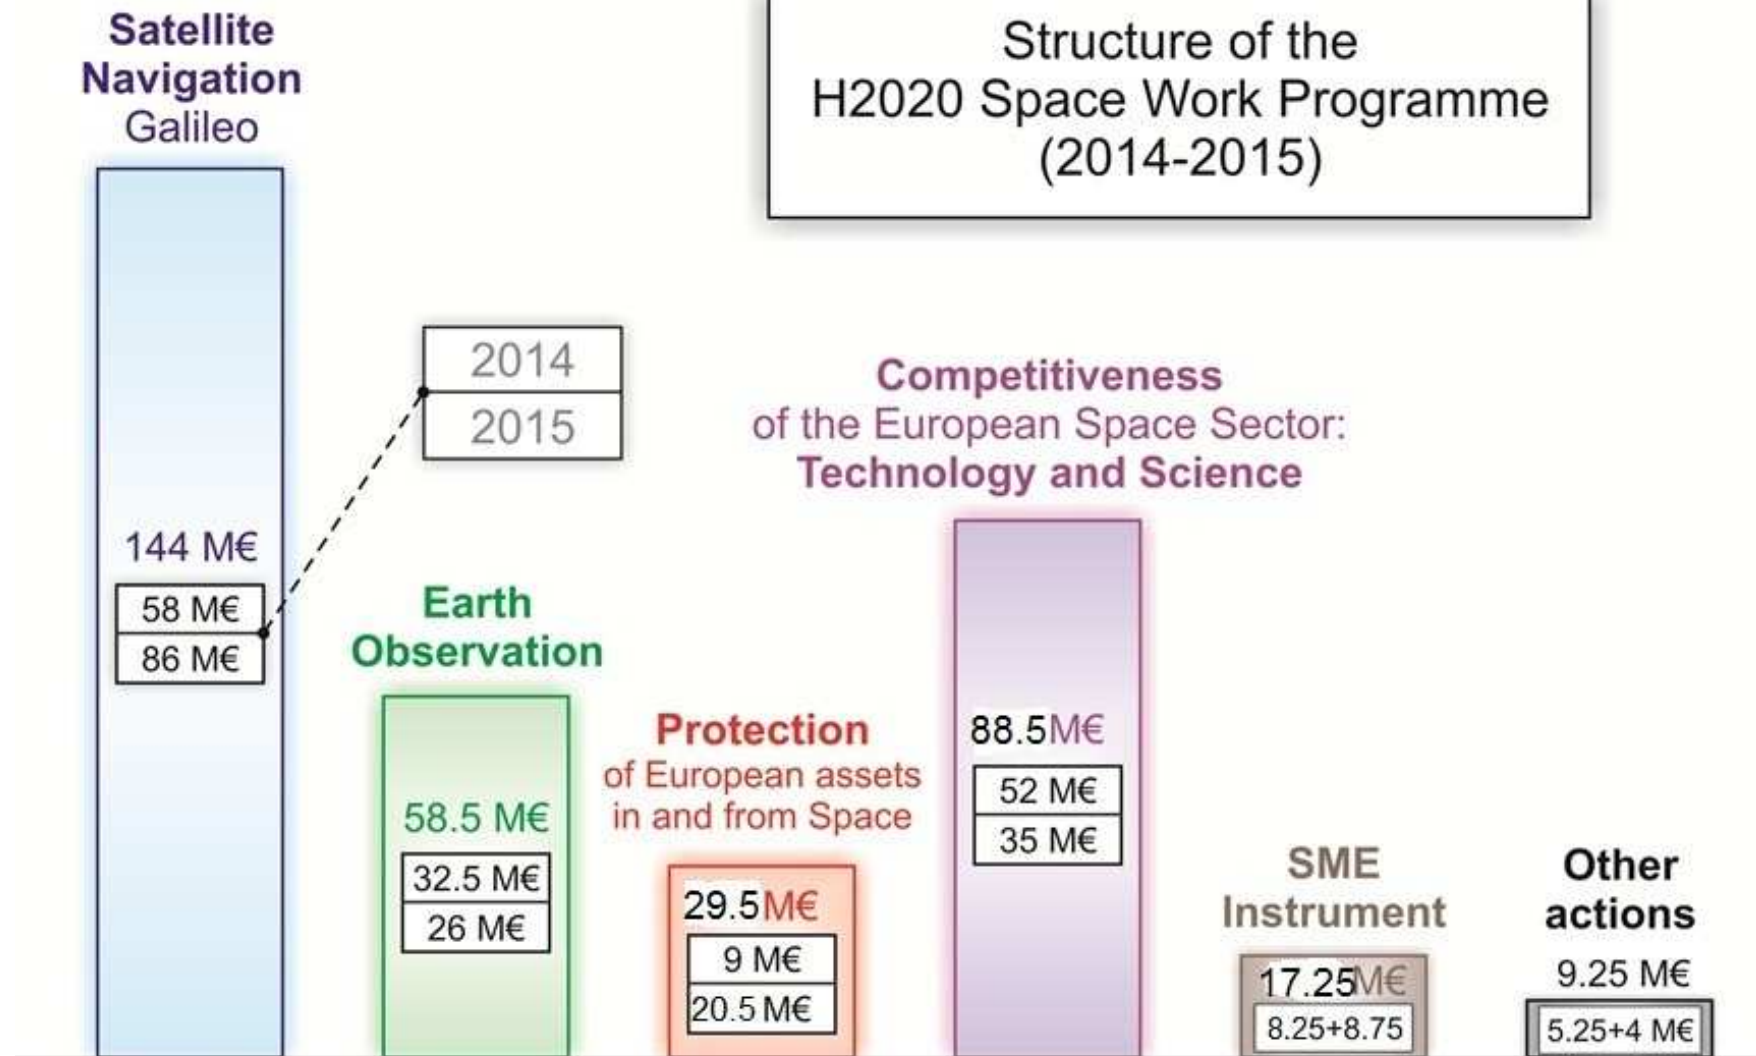 Satellite
Navigation
Galileo
Structure of the
H2020 Space Work Programme
(2014-2015)
2014
2015
144 M€
58 M€
86 M€
Earth
Observation
58.5 M€
32.5 M€
26 M€
Protection
of European assets
in and from Space
29.5M€
9 M€
20.5 M€
Competitiveness
of the European Space Sector:
Technology and Science
88.5M€
52 M€
35 M€
SME
Instrument
17.25M€
8.25+8.75
Other
actions
9.25 M€
5.25+4 M€